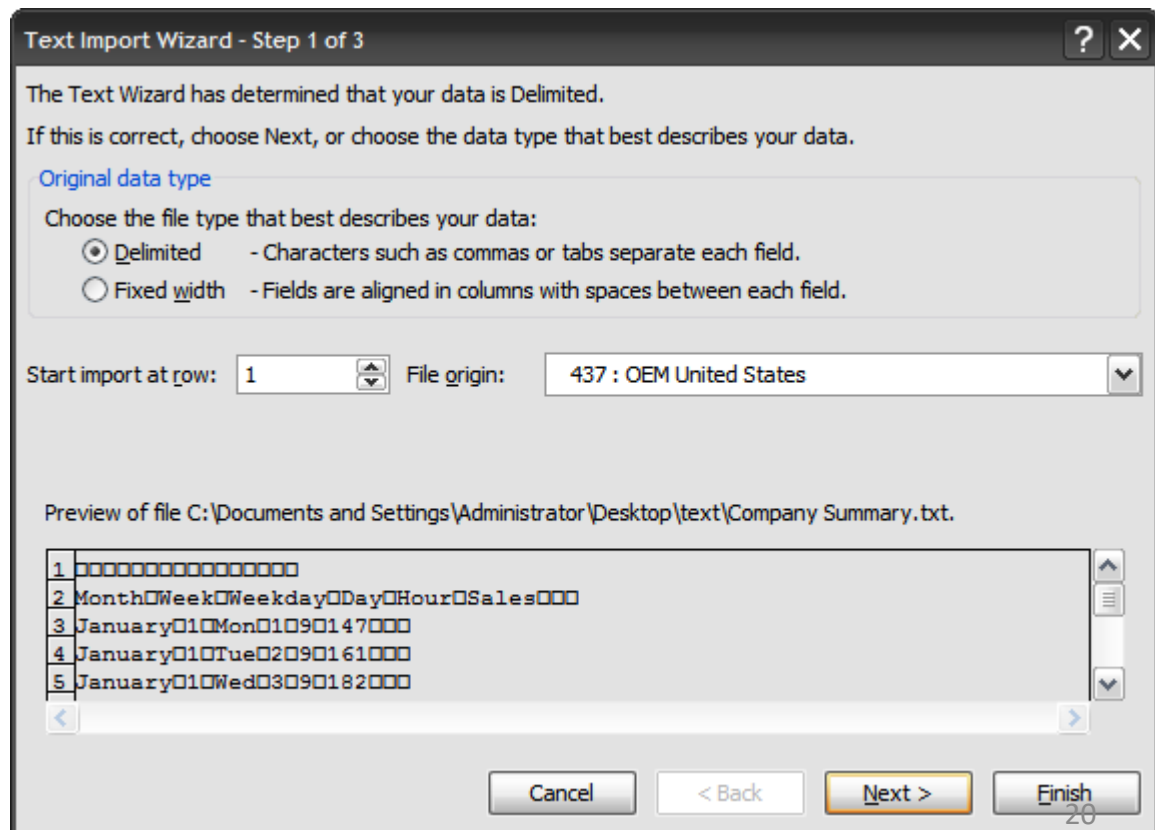 Text Import Wizard - Step 1 of 3
The Text Wizard has determined that your data is Delimited.
If this is correct, choose Next, or choose the data type that best describes your data.
Original data type
Choose the file type that best describes your data:
Delimited - Characters such as commas or tabs separate each field.
Fixed width - Fields are aligned in columns with spaces between each field.
Start import at row: 1 File origin: 437 : OEM United States
Preview of file C:\Documents and Settings\Administrator\Desktop\text\Company Summary.txt.
1 □□□□□□□□□□□□□□□□□
2 Month□Week□Weekday□Day□Hour□Sales□□□
3 January□1□Mon□1□9□147□□□
4 January□1□Tue□2□9□161□□□
5 January□1□Wed□3□9□182□□□
Cancel < Back Next > Finish
20